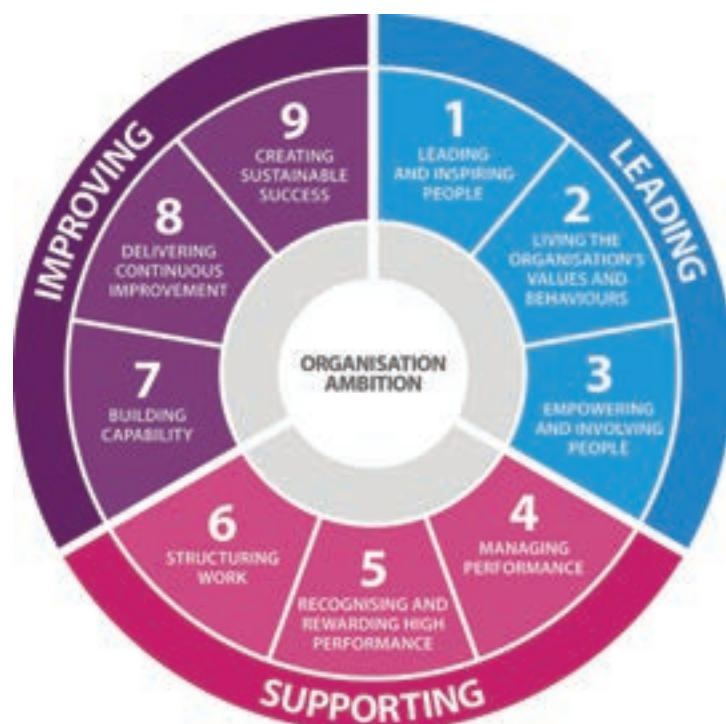 LEADING
1
LEADING
AND INSPIRING
PEOPLE
2
LIVING THE
ORGANISATION'S
VALUES AND
BEHAVIOURS
3
EMPOWERING
AND INVOLVING
PEOPLE
SUPPORTING
4
MANAGING
PERFORMANCE
5
RECOGNISING AND
REWARDING HIGH
PERFORMANCE
6
STRUCTURING
WORK
IMPROVING
7
BUILDING
CAPABILITY
8
DELIVERING
CONTINUOUS
IMPROVEMENT
9
CREATING
SUSTAINABLE
SUCCESS
ORGANISATION
AMBITION